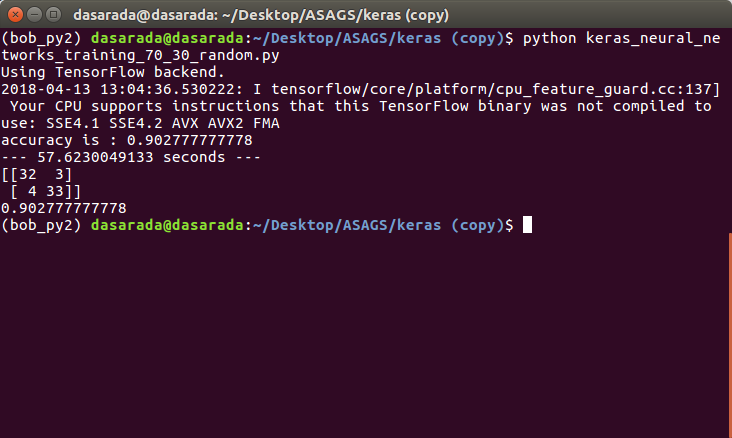 dasarada@dasarada: ~/Desktop/ASAGS/keras (copy)
(bob_py2) dasarada@dasarada:~/Desktop/ASAGS/keras (copy)$ python keras_neural_ne
tworks_training_70_30_random.py
Using TensorFlow backend.
2018-04-13 13:04:36.530222: I tensorflow/core/platform/cpu_feature_guard.cc:137]
 Your CPU supports instructions that this TensorFlow binary was not compiled to
use: SSE4.1 SSE4.2 AVX AVX2 FMA
accuracy is : 0.902777777778
--- 57.6230049133 seconds ---
[[32  3]
 [ 4 33]]
0.902777777778
(bob_py2) dasarada@dasarada:~/Desktop/ASAGS/keras (copy)$